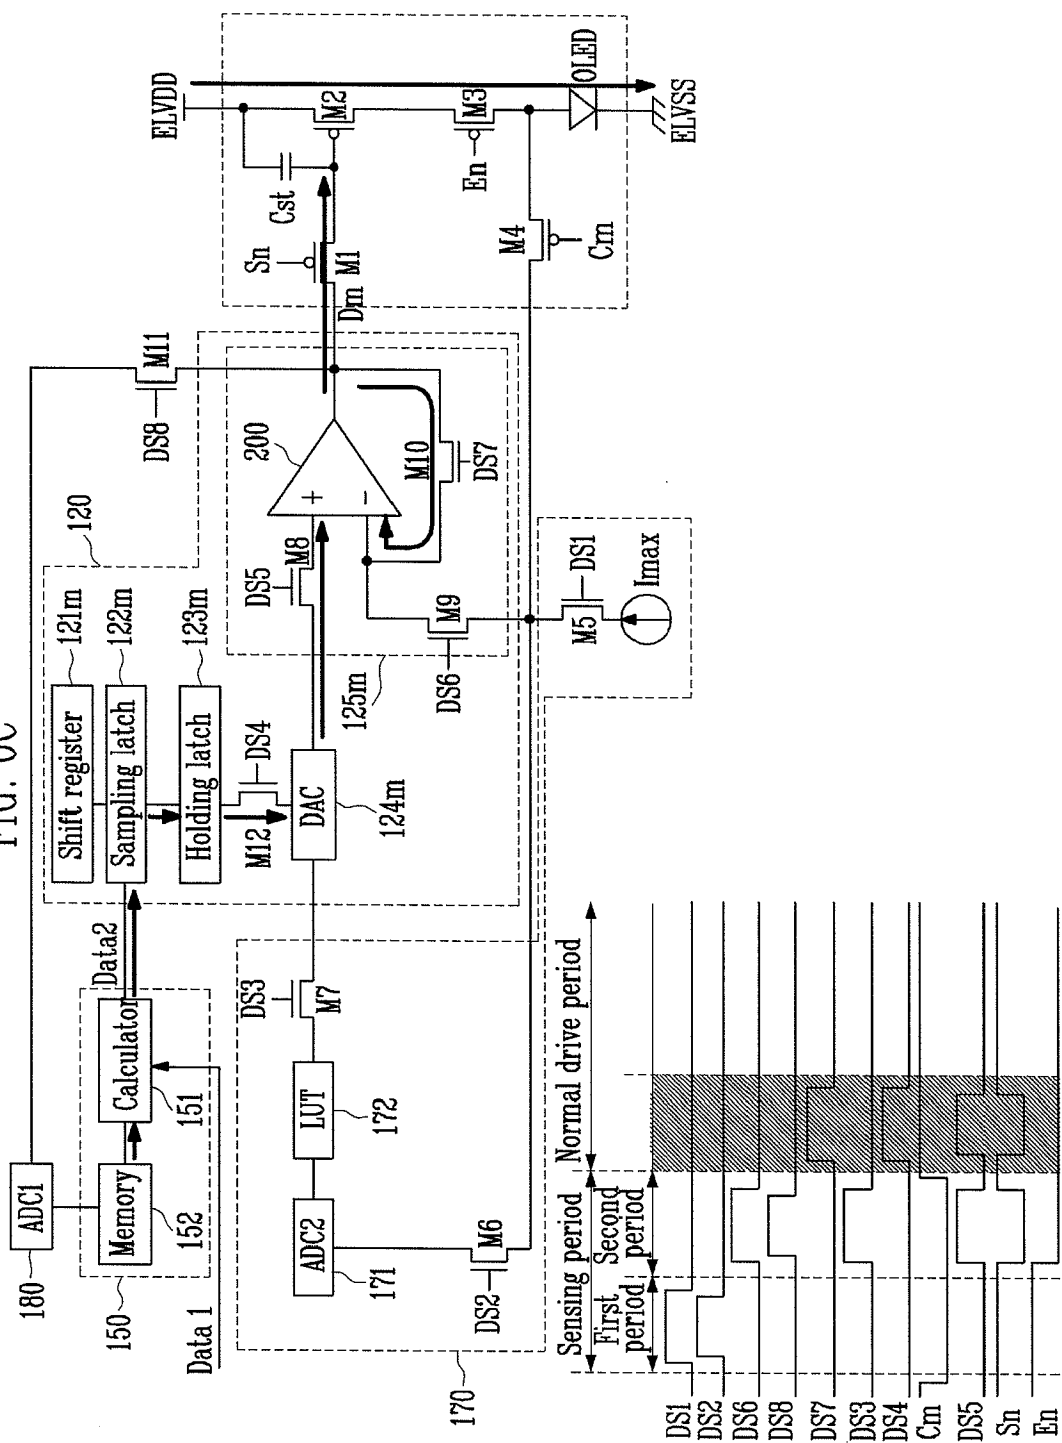 FIG. 6C
ADC1
180
Memory
152
150
Calculator
151
Data2
Data 1
120
Shift register
121m
Sampling latch
122m
Holding latch
123m
M12
DS4
DAC
124m
125m
DS5
M8
200
+
-
M10
DS7
M9
DS6
DS8
M11
Dm
Sn
M1
Cst
ELVDD
M2
M3
En
M4
Cm
OLED
ELVSS
DS1
M5
Imax
DS3
M7
LUT
172
ADC2
171
M6
DS2
170
Sensing period
Normal drive period
First period
Second period
DS1
DS2
DS6
DS8
DS7
DS3
DS4
Cm
DS5
Sn
En